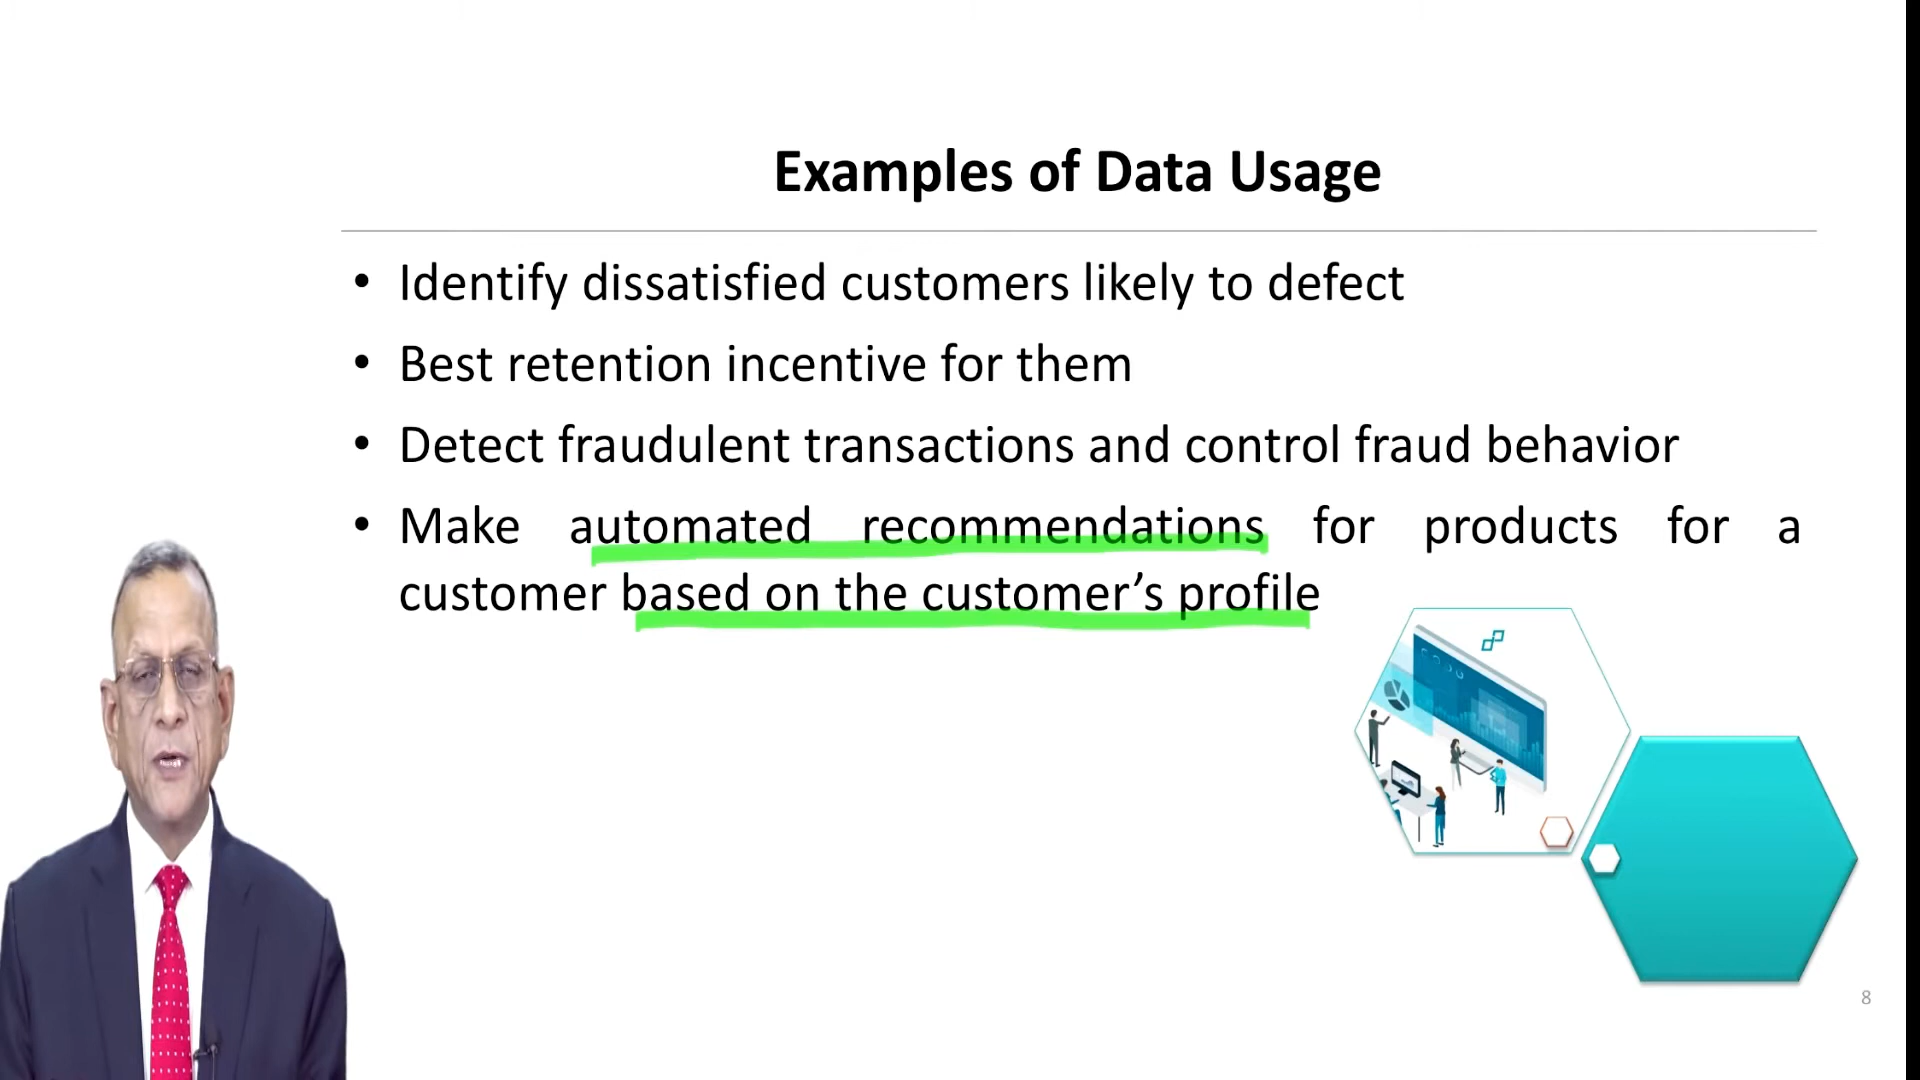 Examples of Data Usage
• Identify dissatisfied customers likely to defect
• Best retention incentive for them
• Detect fraudulent transactions and control fraud behavior
• Make automated recommendations for products for a
customer based on the customer’s profile
8